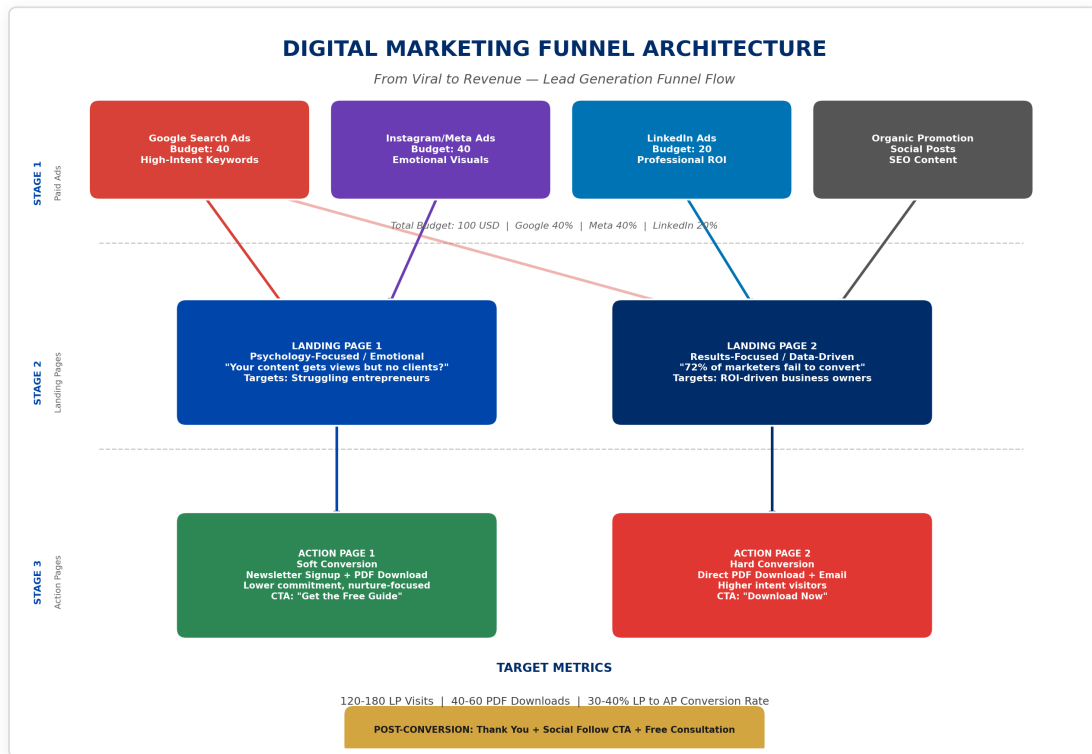 DIGITAL MARKETING FUNNEL ARCHITECTURE
From Viral to Revenue — Lead Generation Funnel Flow
STAGE 1
Paid Ads
Google Search Ads
Budget: 40
High-Intent Keywords
Instagram/Meta Ads
Budget: 40
Emotional Visuals
LinkedIn Ads
Budget: 20
Professional ROI
Organic Promotion
Social Posts
SEO Content
Total Budget: 100 USD | Google 40% | Meta 40% | LinkedIn 20%
STAGE 2
Landing Pages
LANDING PAGE 1
Psychology-Focused / Emotional
"Your content gets views but no clients?"
Targets: Struggling entrepreneurs
LANDING PAGE 2
Results-Focused / Data-Driven
"72% of marketers fail to convert"
Targets: ROI-driven business owners
STAGE 3
Action Pages
ACTION PAGE 1
Soft Conversion
Newsletter Signup + PDF Download
Lower commitment, nurture-focused
CTA: "Get the Free Guide"
ACTION PAGE 2
Hard Conversion
Direct PDF Download + Email
Higher intent visitors
CTA: "Download Now"
TARGET METRICS
120-180 LP Visits | 40-60 PDF Downloads | 30-40% LP to AP Conversion Rate
POST-CONVERSION: Thank You + Social Follow CTA + Free Consultation